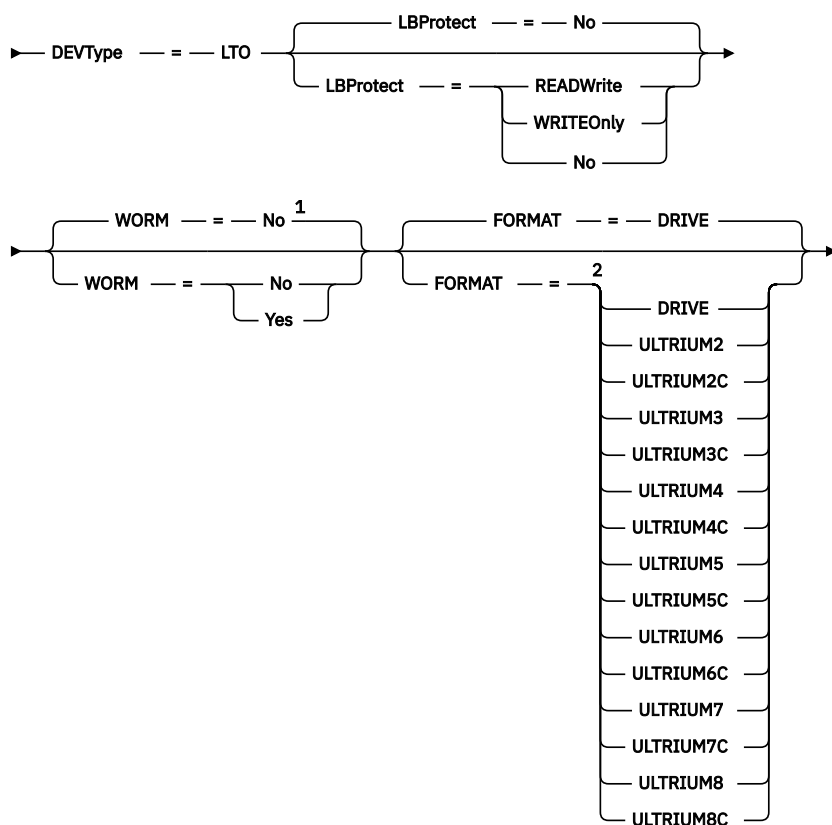 LBProtect = No
DEVType = LTO
LBProtect = READWrite
WRITEOnly
No
WORM = No 1
FORMAT = DRIVE
WORM = No
Yes
FORMAT = 2
DRIVE
ULTRIUM2
ULTRIUM2C
ULTRIUM3
ULTRIUM3C
ULTRIUM4
ULTRIUM4C
ULTRIUM5
ULTRIUM5C
ULTRIUM6
ULTRIUM6C
ULTRIUM7
ULTRIUM7C
ULTRIUM8
ULTRIUM8C